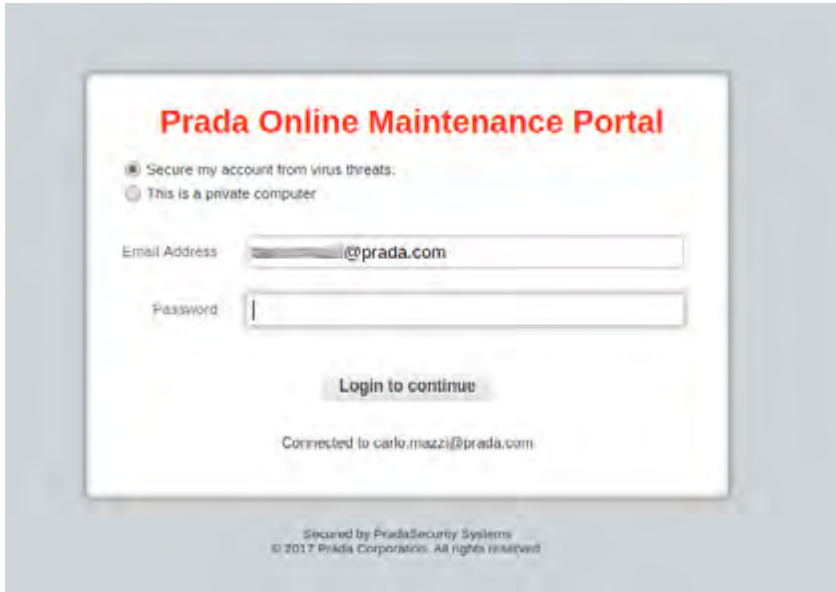 Prada Online Maintenance Portal
Secure my account from virus threats.
This is a private computer
Email Address
@prada.com
Password
Login to continue
Connected to carlo.mazzi@prada.com
Secured by PradaSecurity Systems
© 2017 Prada Corporation. All rights reserved